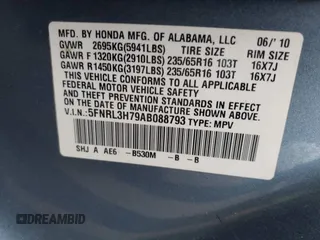 MFD. BY HONDA MFG. OF ALABAMA, LLC 06/'10
GVWR 2695KG(5941LBS) TIRE SIZE RIM SIZE
GAWR F 1320KG(2910LBS) 235/65R16 103T 16X7J
GAWR R1450KG(3197LBS) 235/65R16 103T 16X7J
THIS VEHICLE CONFORMS TO ALL APPLICABLE FEDERAL MOTOR
VEHICLE SAFETY, BUMPER, AND THEFT PREVENTION STANDARDS IN EFFECT ON THE
DATE OF MANUFACTURE SHOWN ABOVE.
V.I.N.: 5FNRL3H79AB088793 TYPE: MPV
SHJ A AE6 -B530M -B -B
© DREAMBID